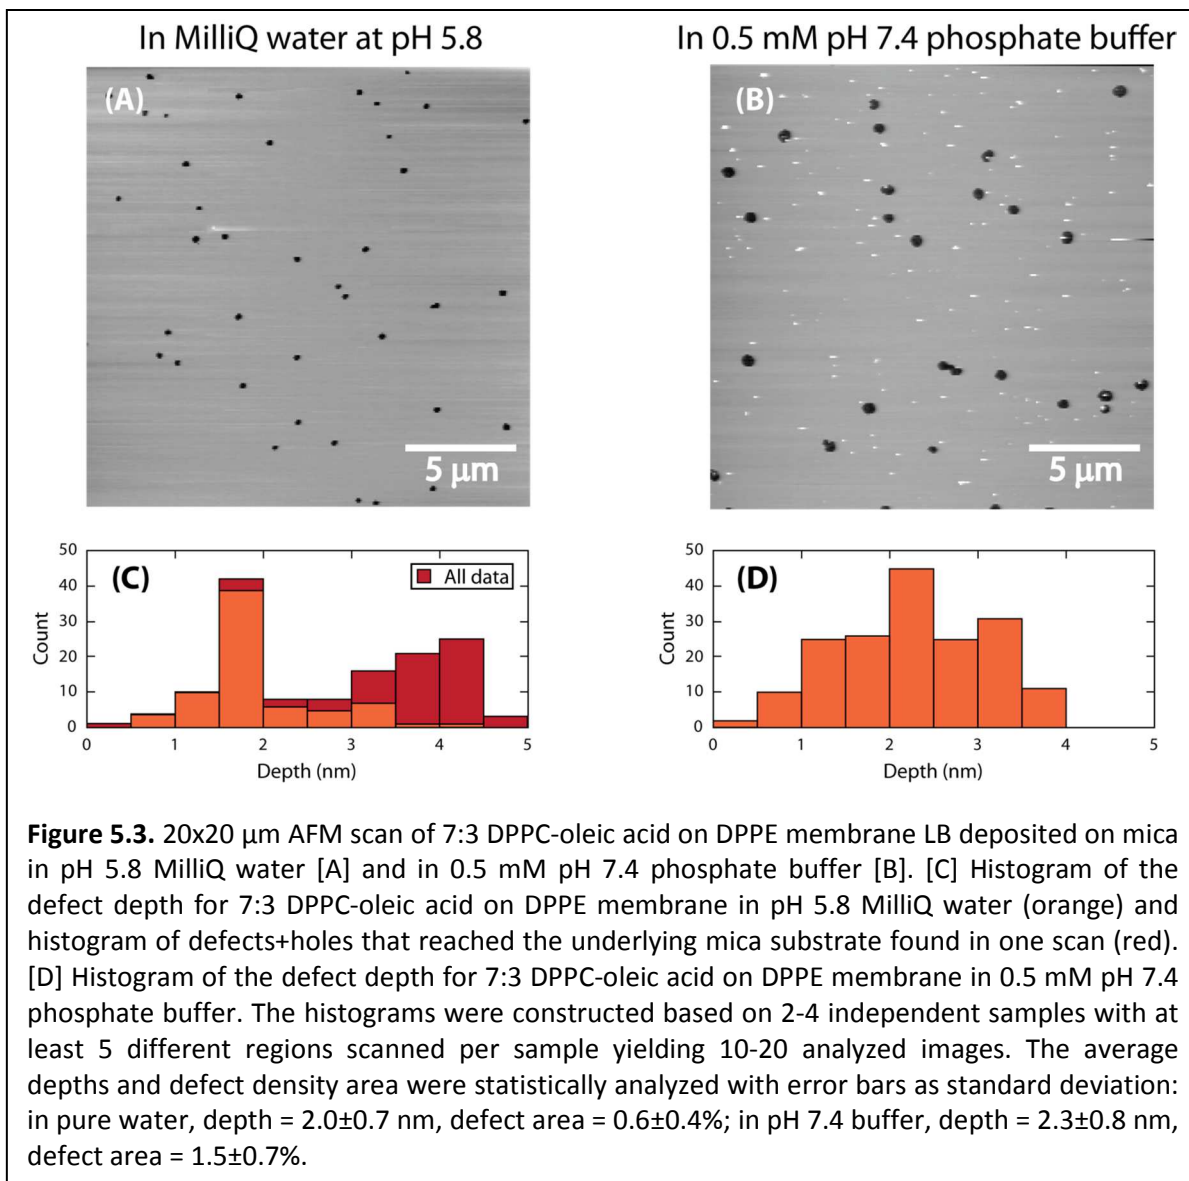 In MilliQ water at pH 5.8
In 0.5 mM pH 7.4 phosphate buffer
(A)
(B)
5 μm
5 μm
50
40
30
20
10
0
Count
(C)
All data
0
1
2
3
4
5
Depth (nm)
50
40
30
20
10
0
Count
(D)
0
1
2
3
4
5
Depth (nm)
Figure 5.3. 20x20 μm AFM scan of 7:3 DPPC-oleic acid on DPPE membrane LB deposited on mica
in pH 5.8 MilliQ water [A] and in 0.5 mM pH 7.4 phosphate buffer [B]. [C] Histogram of the
defect depth for 7:3 DPPC-oleic acid on DPPE membrane in pH 5.8 MilliQ water (orange) and
histogram of defects+holes that reached the underlying mica substrate found in one scan (red).
[D] Histogram of the defect depth for 7:3 DPPC-oleic acid on DPPE membrane in 0.5 mM pH 7.4
phosphate buffer. The histograms were constructed based on 2-4 independent samples with at
least 5 different regions scanned per sample yielding 10-20 analyzed images. The average
depths and defect density area were statistically analyzed with error bars as standard deviation:
in pure water, depth = 2.0±0.7 nm, defect area = 0.6±0.4%; in pH 7.4 buffer, depth = 2.3±0.8 nm,
defect area = 1.5±0.7%.